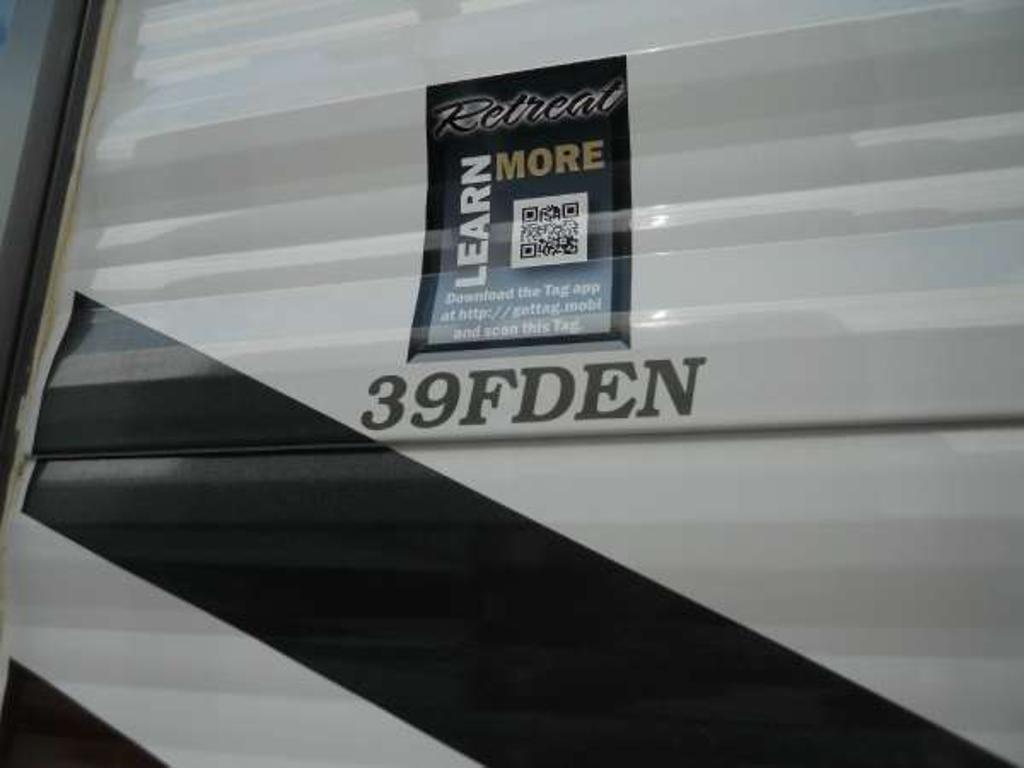 Retreat
LEARN
MORE
Download the Tag app
at http://gettag.mobi
and scan this Tag.
39FDEN